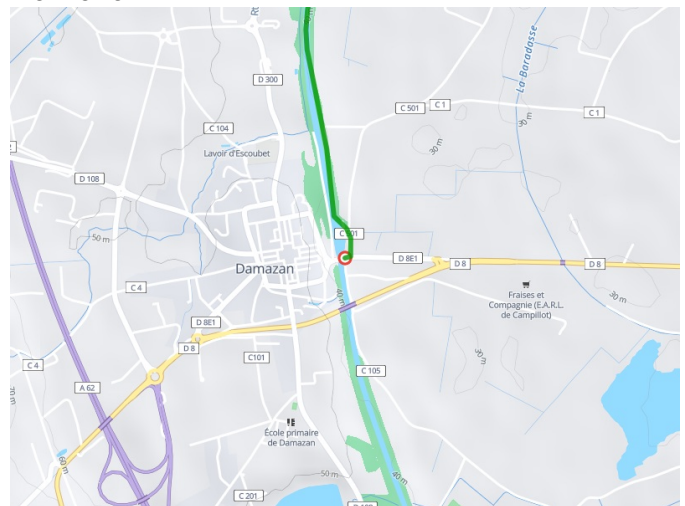 D 300
La Baradasse
C 501
C 1
C 1
30 m
C 104
Lavoir d'Escoubet
30 m
D 108
50 m
D 8E1
D 8
D 8
Damazan
C 4
40 m
30 m
Fraises et
Compagnie (E.A.R.L.
de Campillot)
D 8E1
D 8
C101
30 m
C 4
C 105
A 62
École primaire
de Damazan
60 m
50 m
40 m
C 201